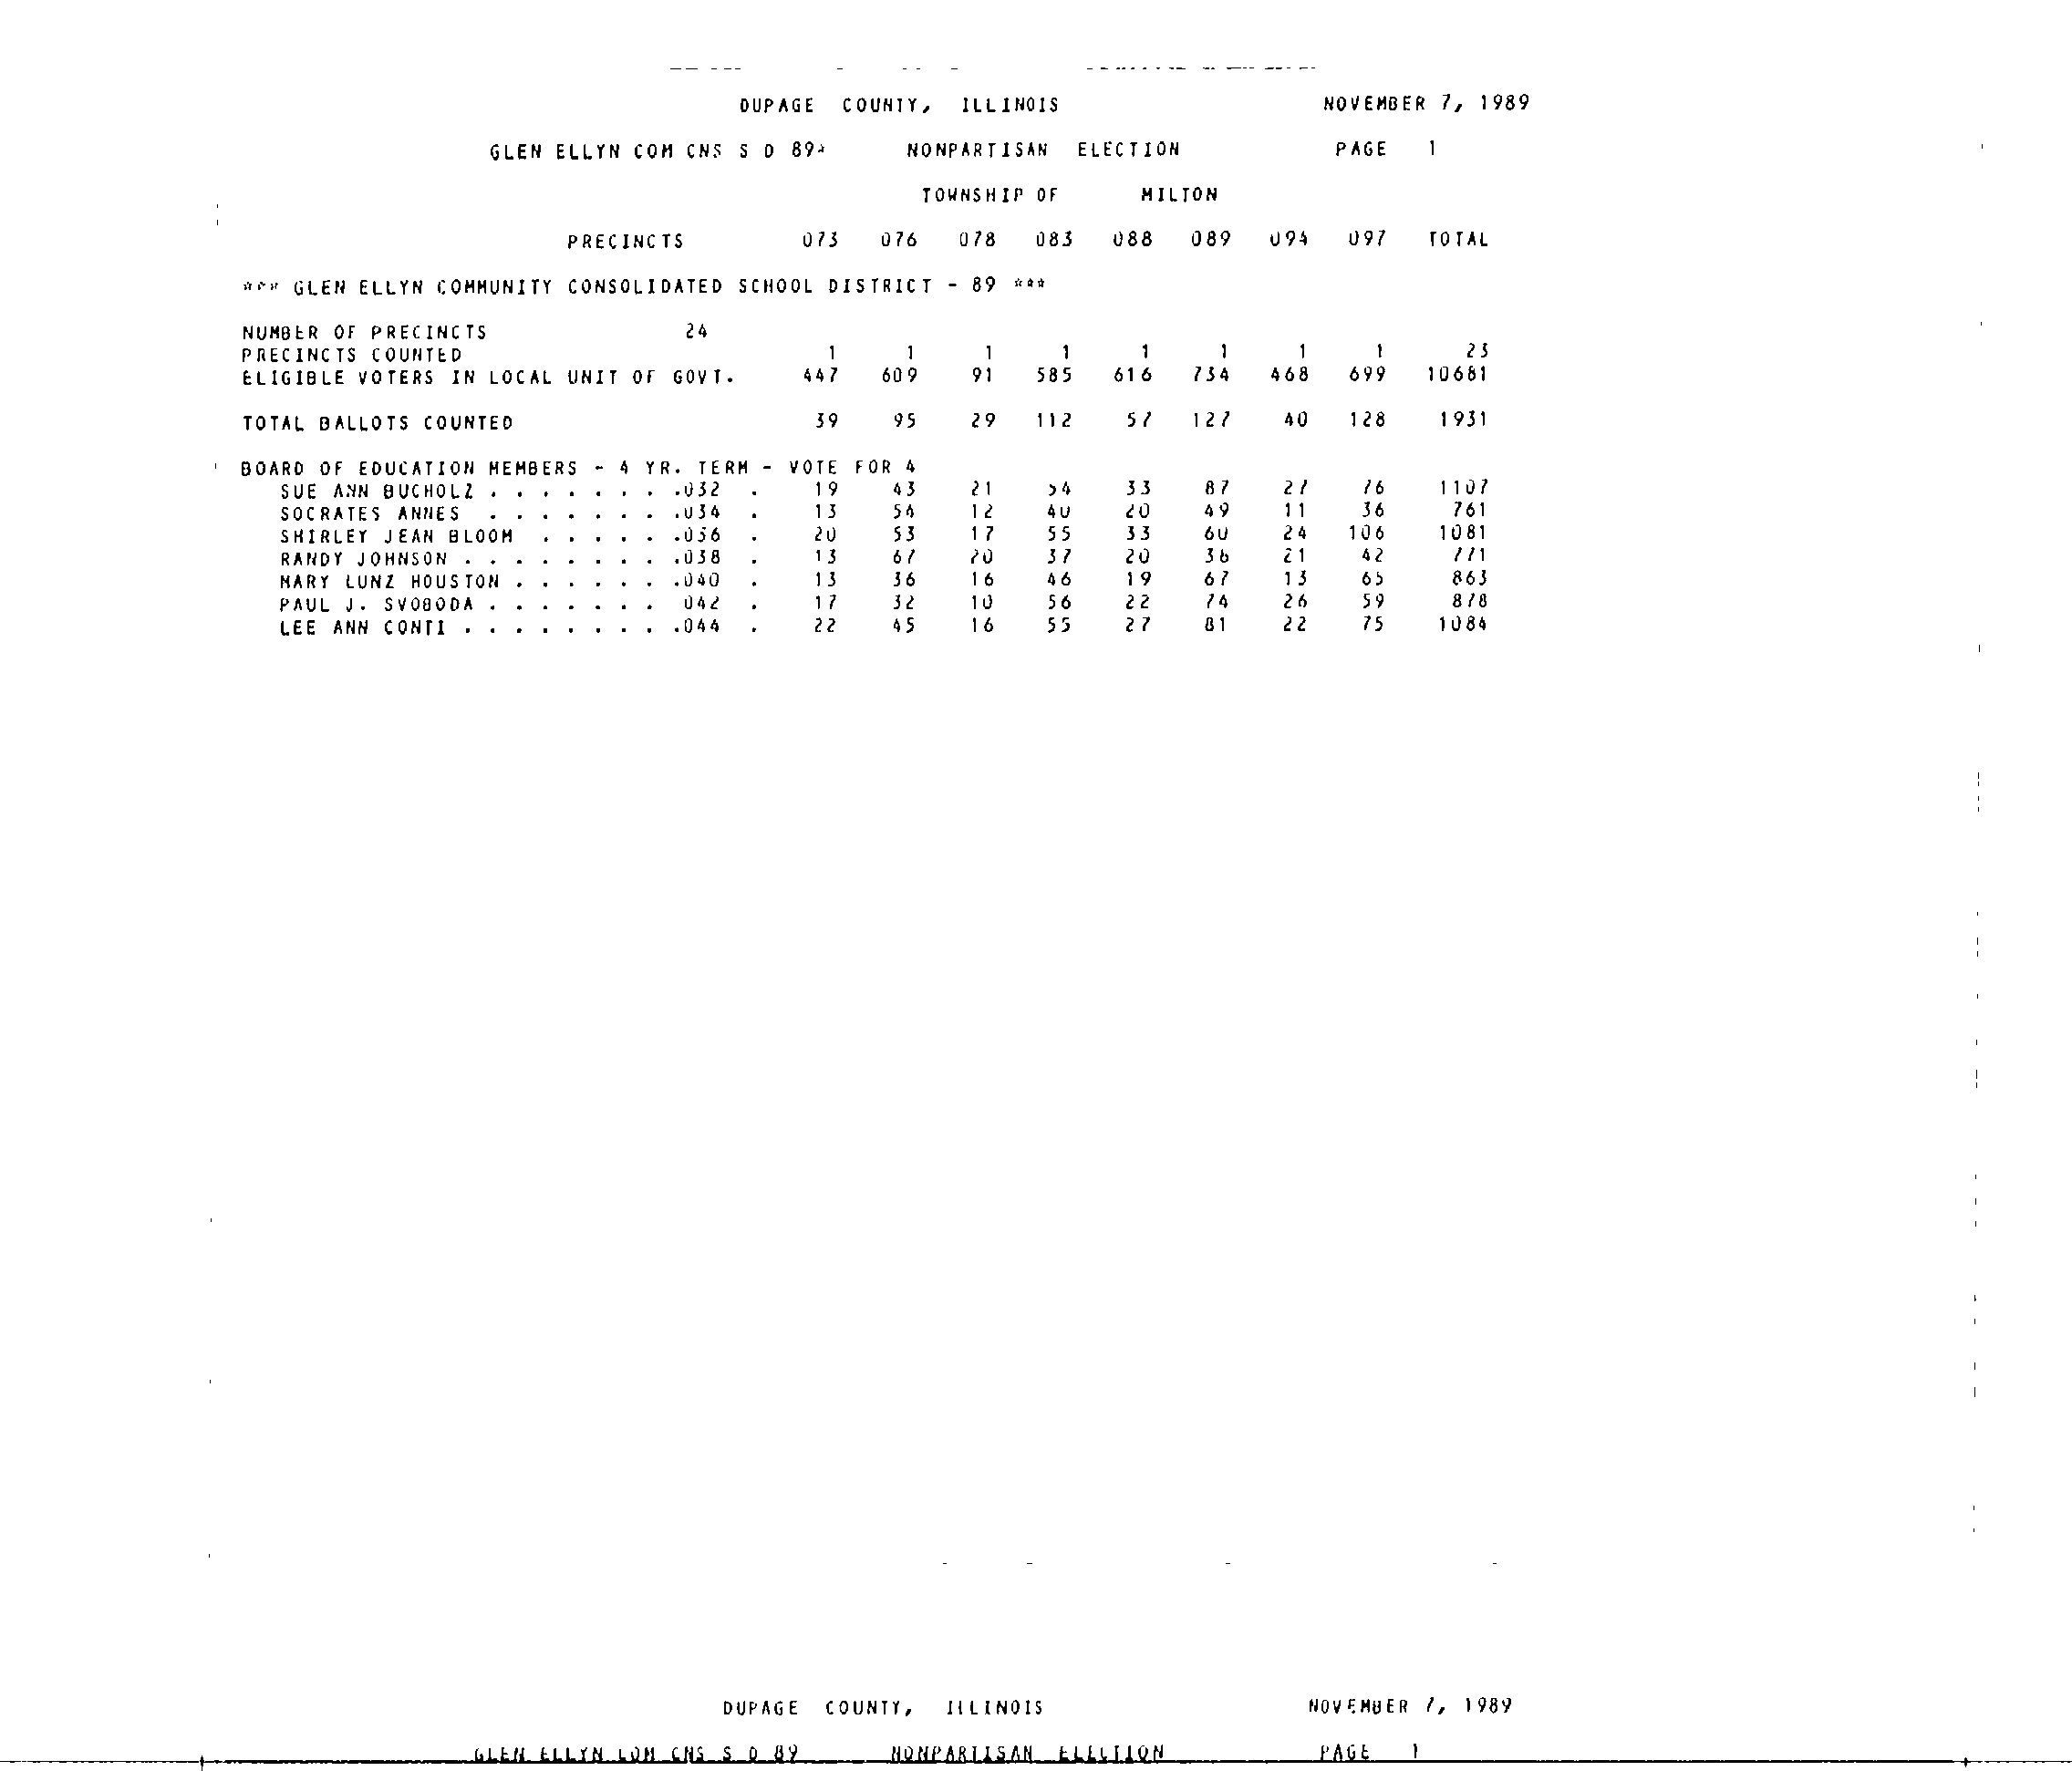 DUPAGE COUNTY, ILLINOIS NOVEMBER 7, 1989
GLEN ELLYN COM CNS S D 89* NONPARTISAN ELECTION PAGE 1
TOWNSHIP OF MILTON
PRECINCTS 073 076 078 083 088 089 094 097 TOTAL
*** GLEN ELLYN COMMUNITY CONSOLIDATED SCHOOL DISTRICT - 89 ***
NUMBER OF PRECINCTS 24
PRECINCTS COUNTED 1 1 1 1 1 1 1 1 23
ELIGIBLE VOTERS IN LOCAL UNIT OF GOVT. 447 609 91 585 616 734 468 699 10681
TOTAL BALLOTS COUNTED 39 95 29 112 57 127 40 128 1931
BOARD OF EDUCATION MEMBERS - 4 YR. TERM - VOTE FOR 4
SUE ANN BUCHOLZ . . . . . . . .032 . 19 43 21 54 33 87 27 76 1107
SOCRATES ANNES . . . . . . . .034 . 13 54 12 40 20 49 11 36 761
SHIRLEY JEAN BLOOM . . . . . .036 . 20 53 17 55 33 60 24 106 1081
RANDY JOHNSON . . . . . . . . .038 . 13 67 20 37 20 36 21 42 771
MARY LUNZ HOUSTON . . . . . . .040 . 13 36 16 46 19 67 13 65 863
PAUL J. SVOBODA . . . . . . . 042 . 17 32 10 56 22 74 26 59 878
LEE ANN CONTI . . . . . . . . .044 . 22 45 16 55 27 81 22 75 1084
DUPAGE COUNTY, ILLINOIS NOVEMBER 7, 1989
GLEN ELLYN COM CNS S D 89 NONPARTISAN ELECTION PAGE 1